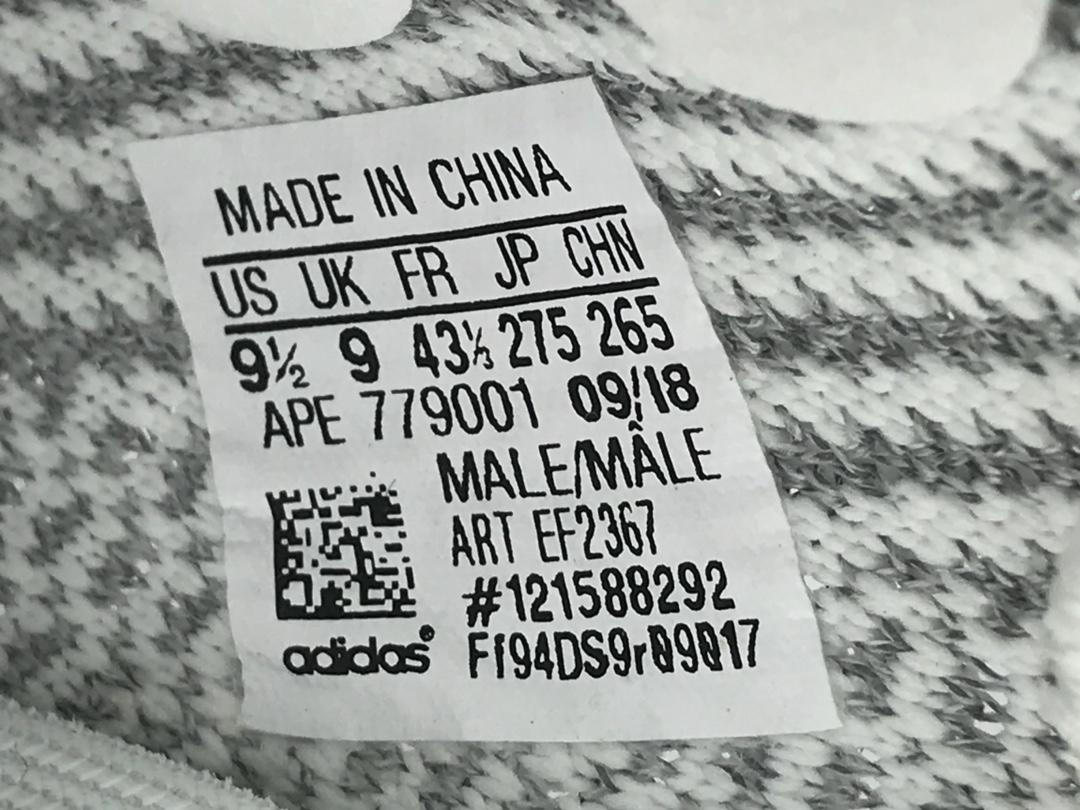 MADE IN CHINA
US UK FR JP CHN
9½ 9 43⅓ 275 265
APE 779001 09/18
MALE/MÂLE
ART EF2367
#121588292
adidas® Ff94DS9r09017